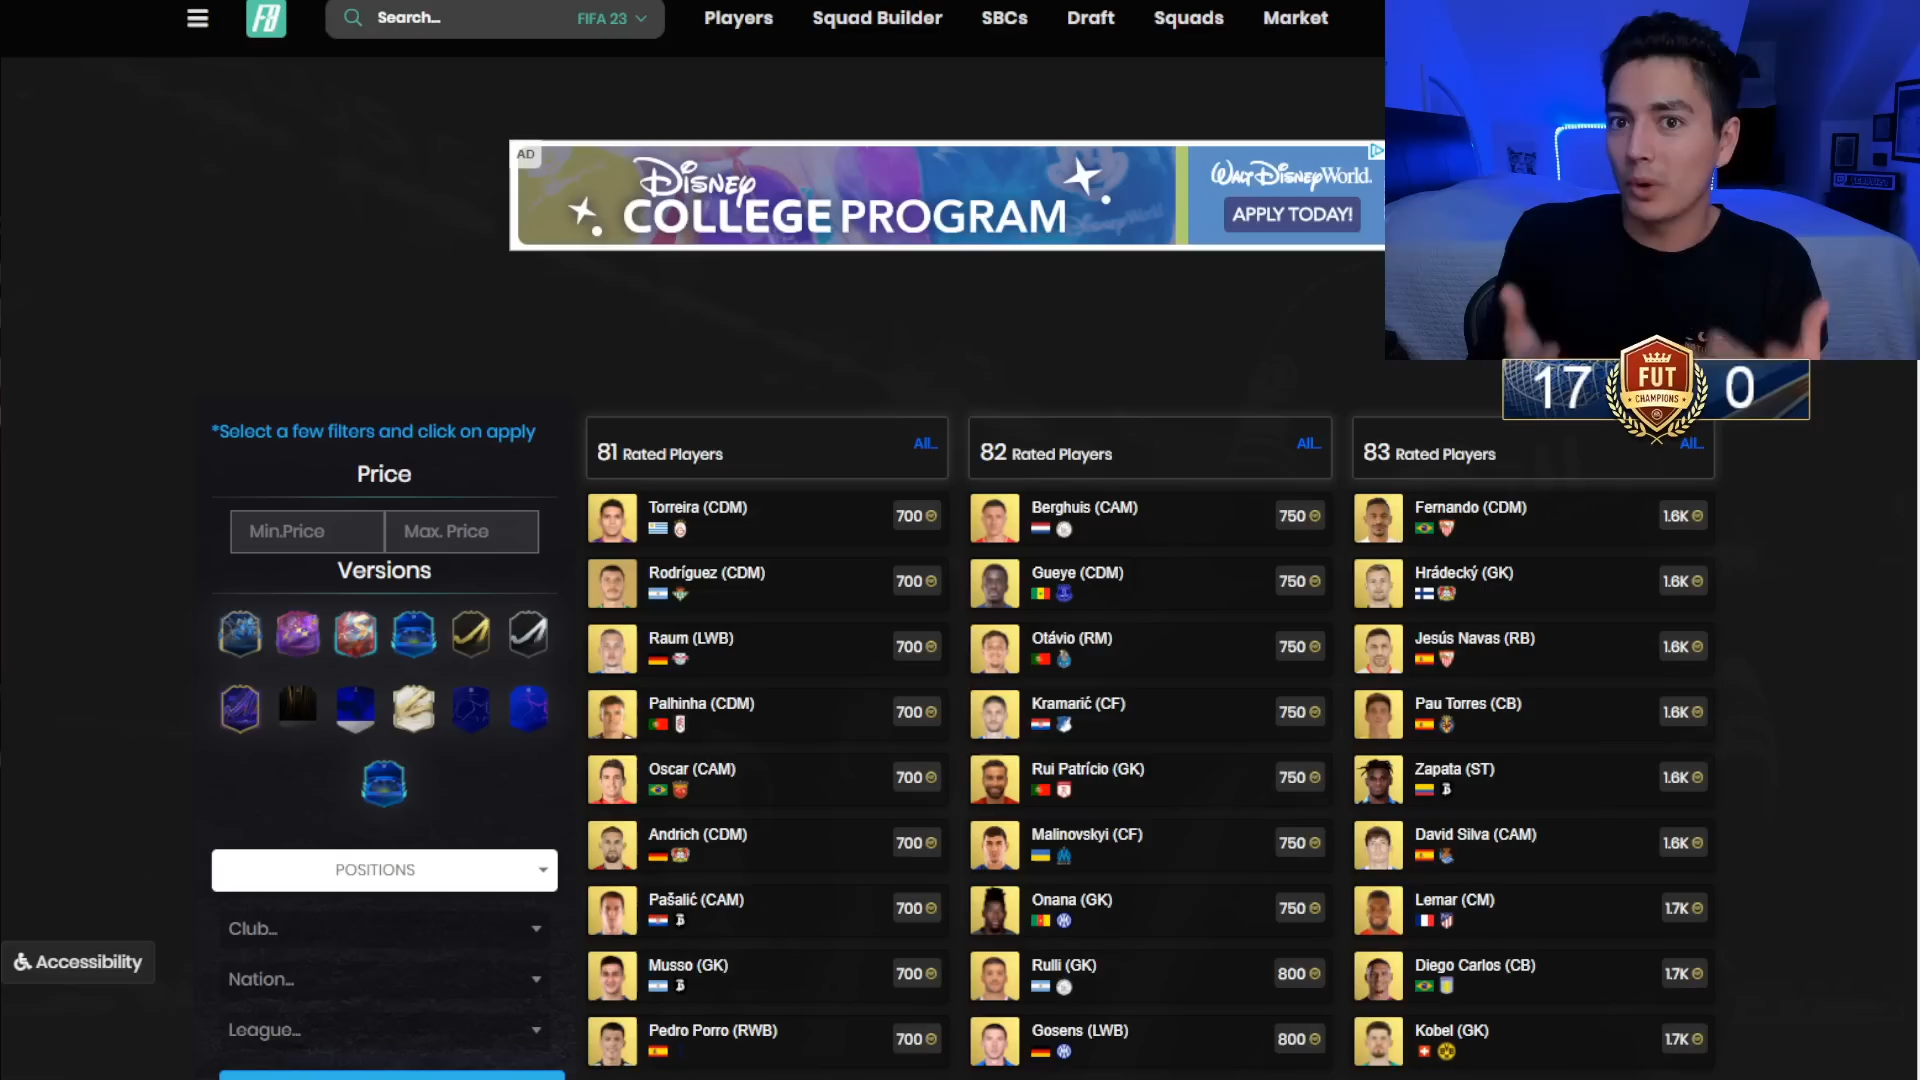 FB
Search...
FIFA 23
Players
Squad Builder
SBCs
Draft
Squads
Market
AD
Disney
COLLEGE PROGRAM
Walt Disney World.
APPLY TODAY!
17
FUT
CHAMPIONS
0
*Select a few filters and click on apply
Price
Min.Price
Max. Price
Versions
POSITIONS
Club...
Nation...
League...
Accessibility
81 Rated Players
All...
Torreira (CDM)
700
Rodríguez (CDM)
700
Raum (LWB)
700
Palhinha (CDM)
700
Oscar (CAM)
700
Andrich (CDM)
700
Pašalić (CAM)
700
Musso (GK)
700
Pedro Porro (RWB)
700
82 Rated Players
All...
Berghuis (CAM)
750
Gueye (CDM)
750
Otávio (RM)
750
Kramarić (CF)
750
Rui Patrício (GK)
750
Malinovskyi (CF)
750
Onana (GK)
750
Rulli (GK)
800
Gosens (LWB)
800
83 Rated Players
All...
Fernando (CDM)
1.6K
Hrádecký (GK)
1.6K
Jesús Navas (RB)
1.6K
Pau Torres (CB)
1.6K
Zapata (ST)
1.6K
David Silva (CAM)
1.6K
Lemar (CM)
1.7K
Diego Carlos (CB)
1.7K
Kobel (GK)
1.7K